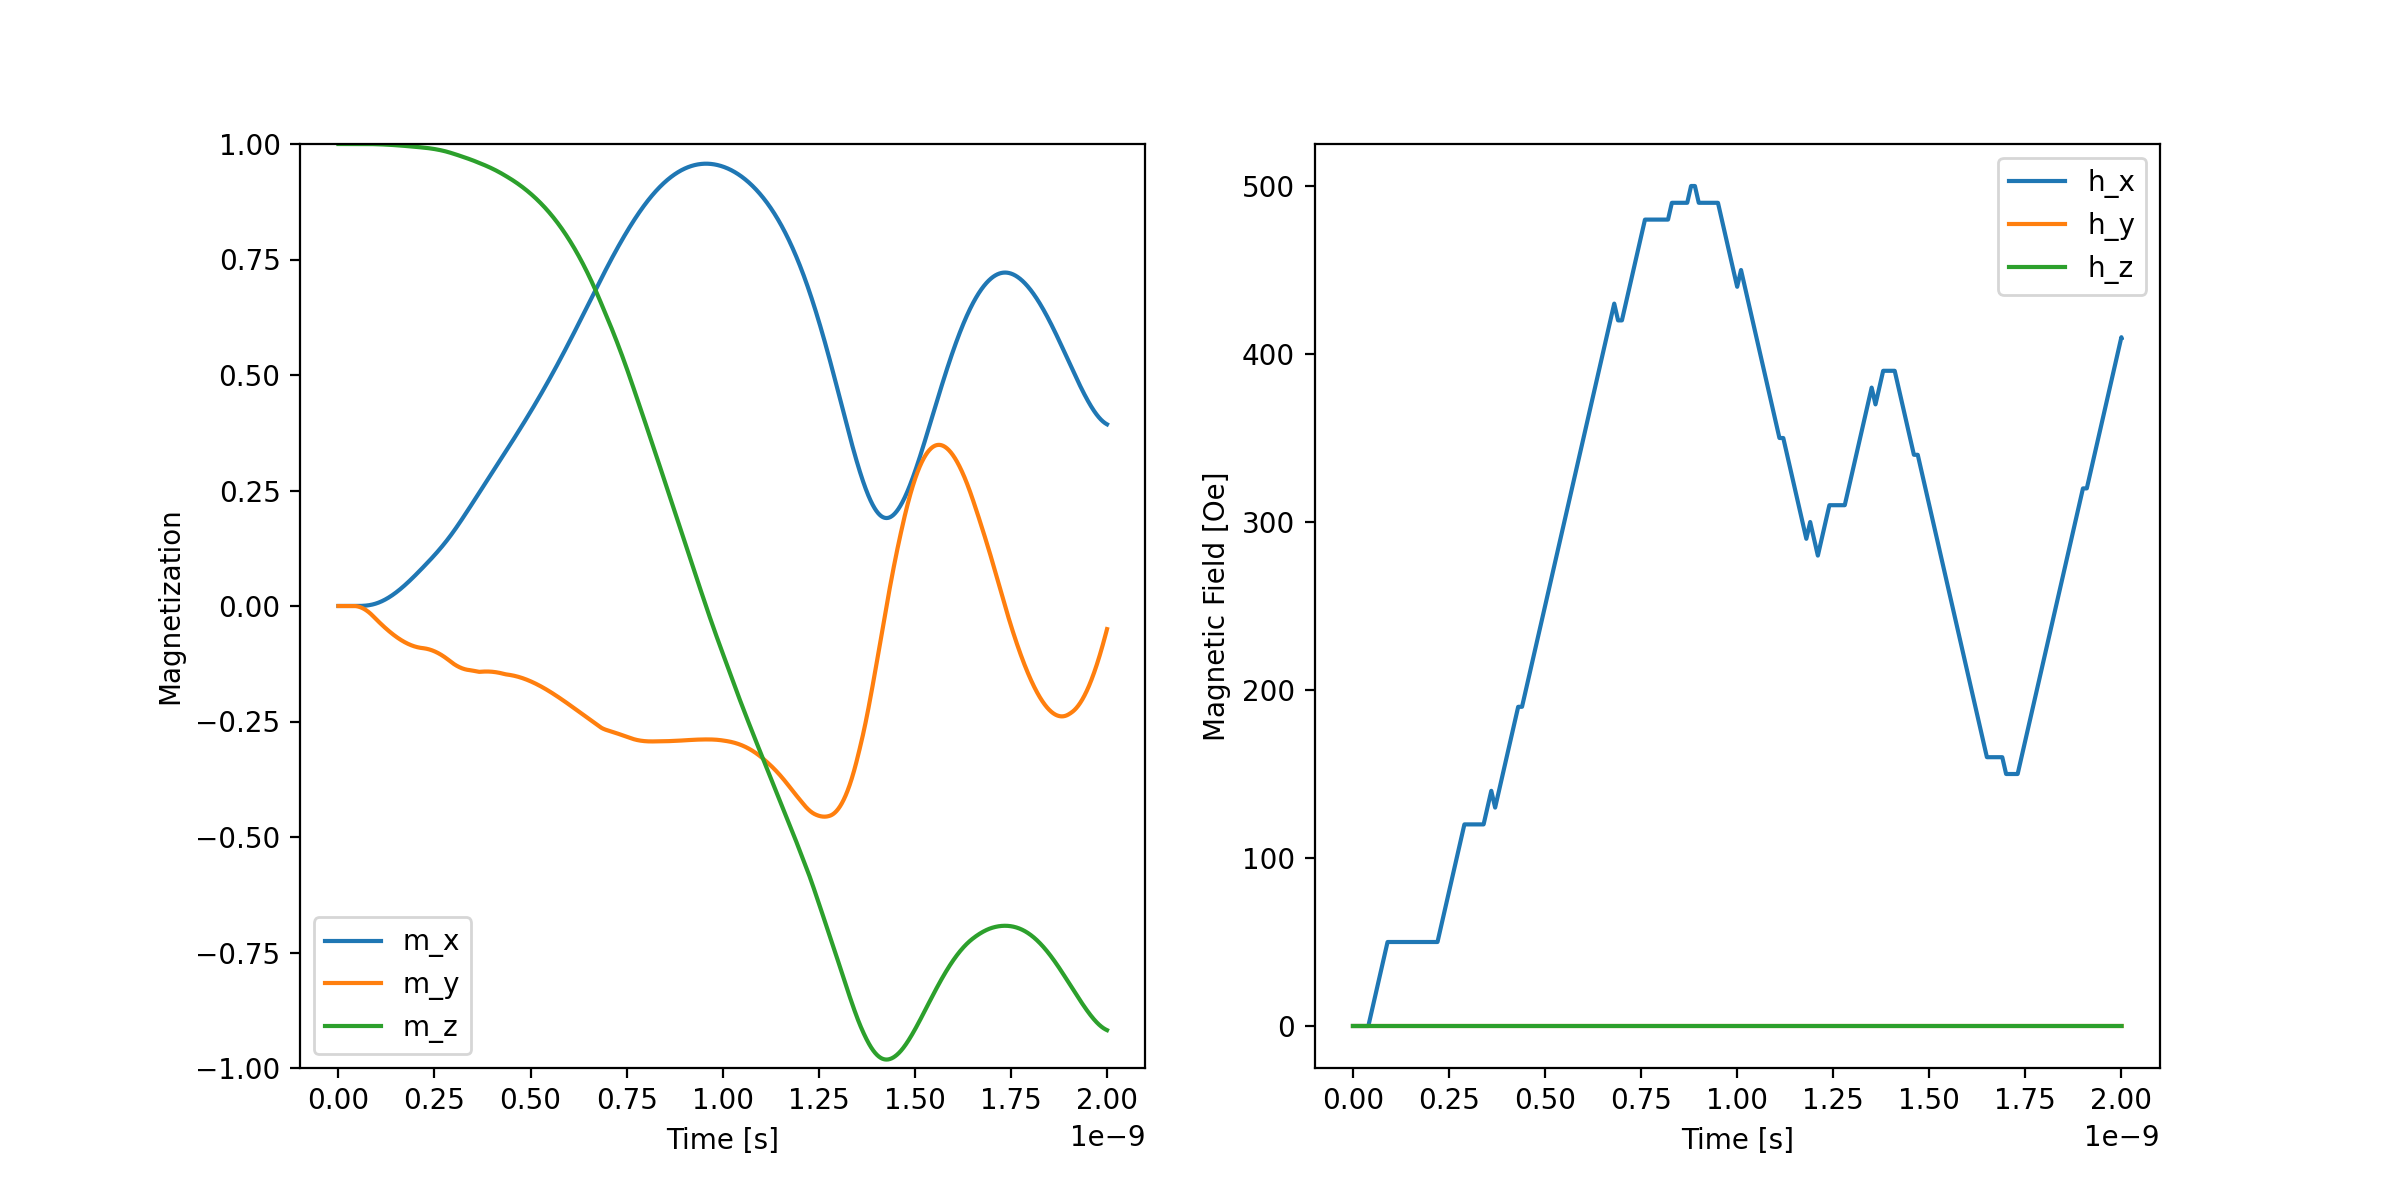 Magnetization
1.00
0.75
0.50
0.25
0.00
−0.25
−0.50
−0.75
−1.00
m_x
m_y
m_z
0.00 0.25 0.50 0.75 1.00 1.25 1.50 1.75 2.00
Time [s]
1e−9
Magnetic Field [Oe]
500
400
300
200
100
0
h_x
h_y
h_z
0.00 0.25 0.50 0.75 1.00 1.25 1.50 1.75 2.00
Time [s]
1e−9